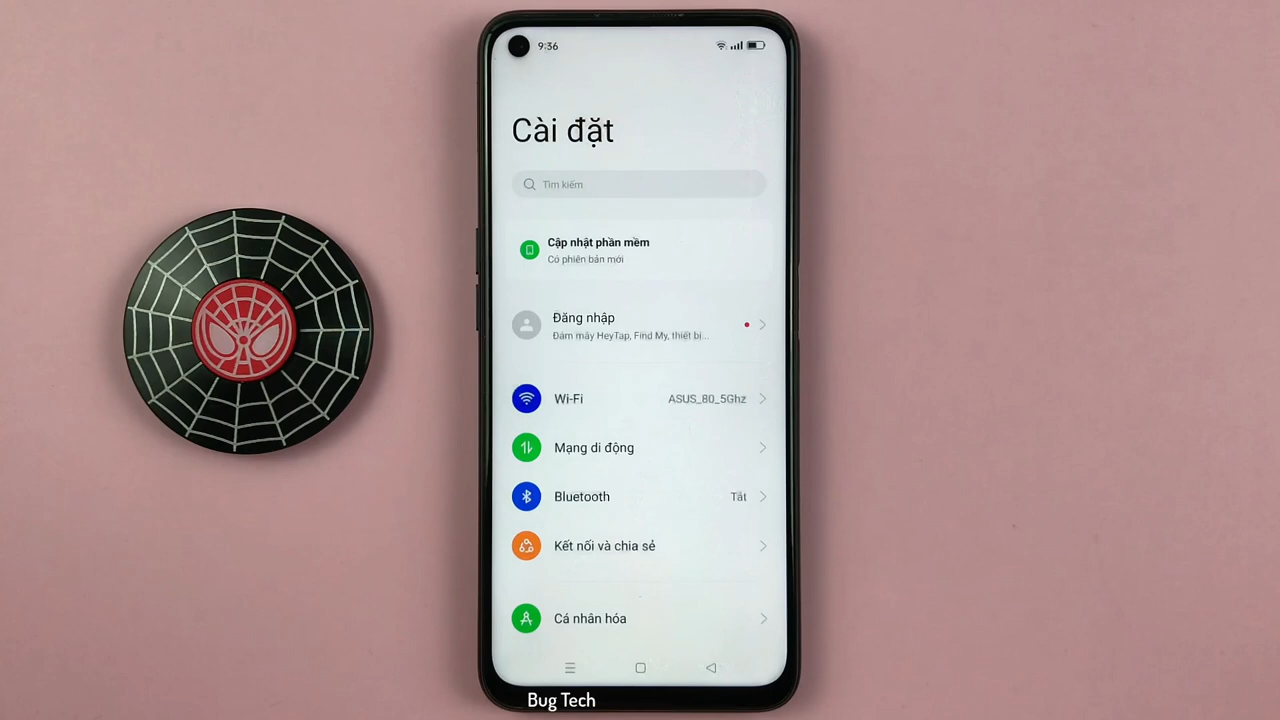 9:36
Cài đặt
Tìm kiếm
Cập nhật phần mềm
Có phiên bản mới
Đăng nhập
Đám mây HeyTap, Find My, thiết bị...
Wi-Fi ASUS_80_5Ghz
Mạng di động
Bluetooth Tắt
Kết nối và chia sẻ
Cá nhân hóa
Bug Tech